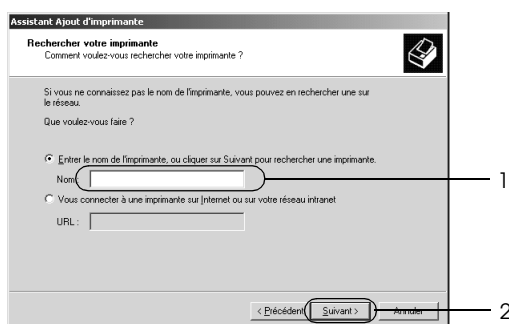 Assistant Ajout d'imprimante
Rechercher votre imprimante
Comment voulez-vous rechercher votre imprimante ?
Si vous ne connaissez pas le nom de l'imprimante, vous pouvez en rechercher une sur
le réseau.
Que voulez-vous faire ?
Entrer le nom de l'imprimante, ou cliquer sur Suivant pour rechercher une imprimante.
Nom :
1
Vous connecter à une imprimante sur Internet ou sur votre réseau intranet
URL :
< Précédent Suivant > Annuler
2